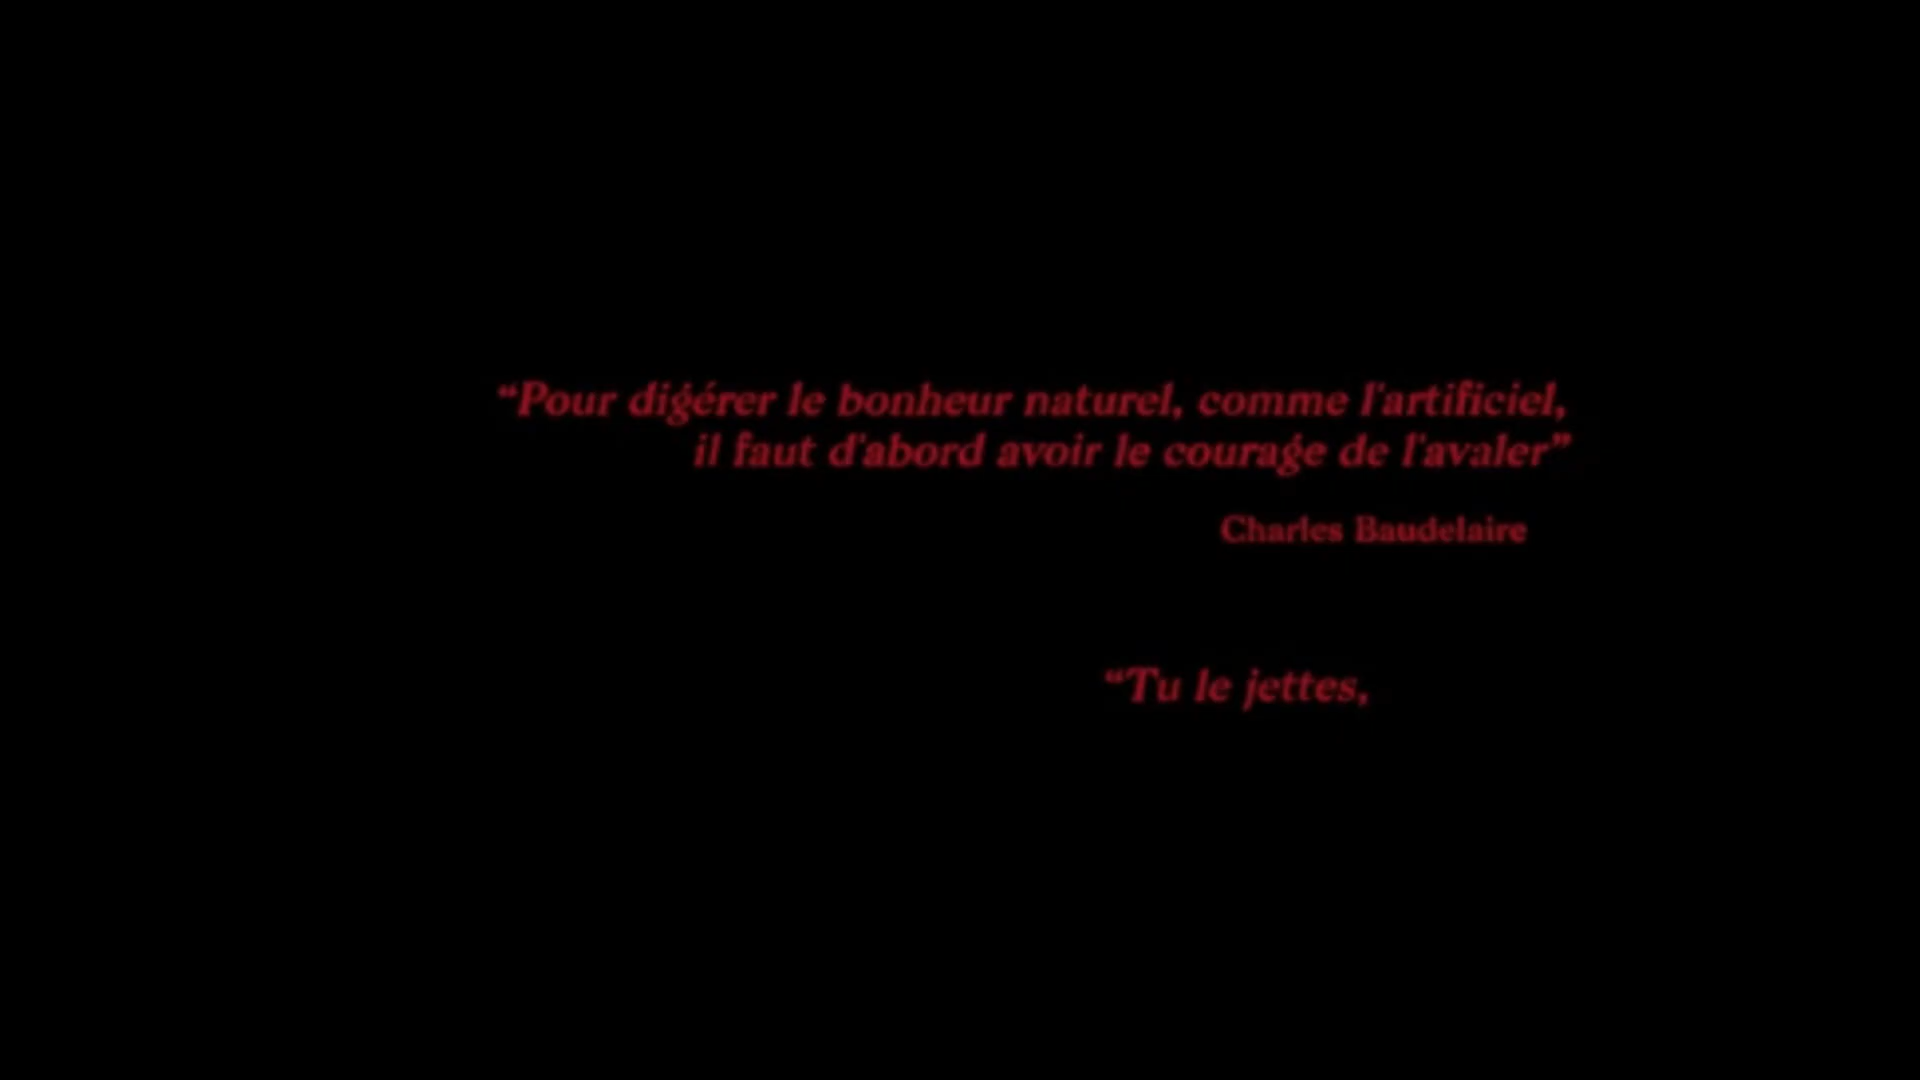 “Pour digérer le bonheur naturel, comme l'artificiel,
il faut d'abord avoir le courage de l'avaler”
Charles Baudelaire
“Tu le jettes,